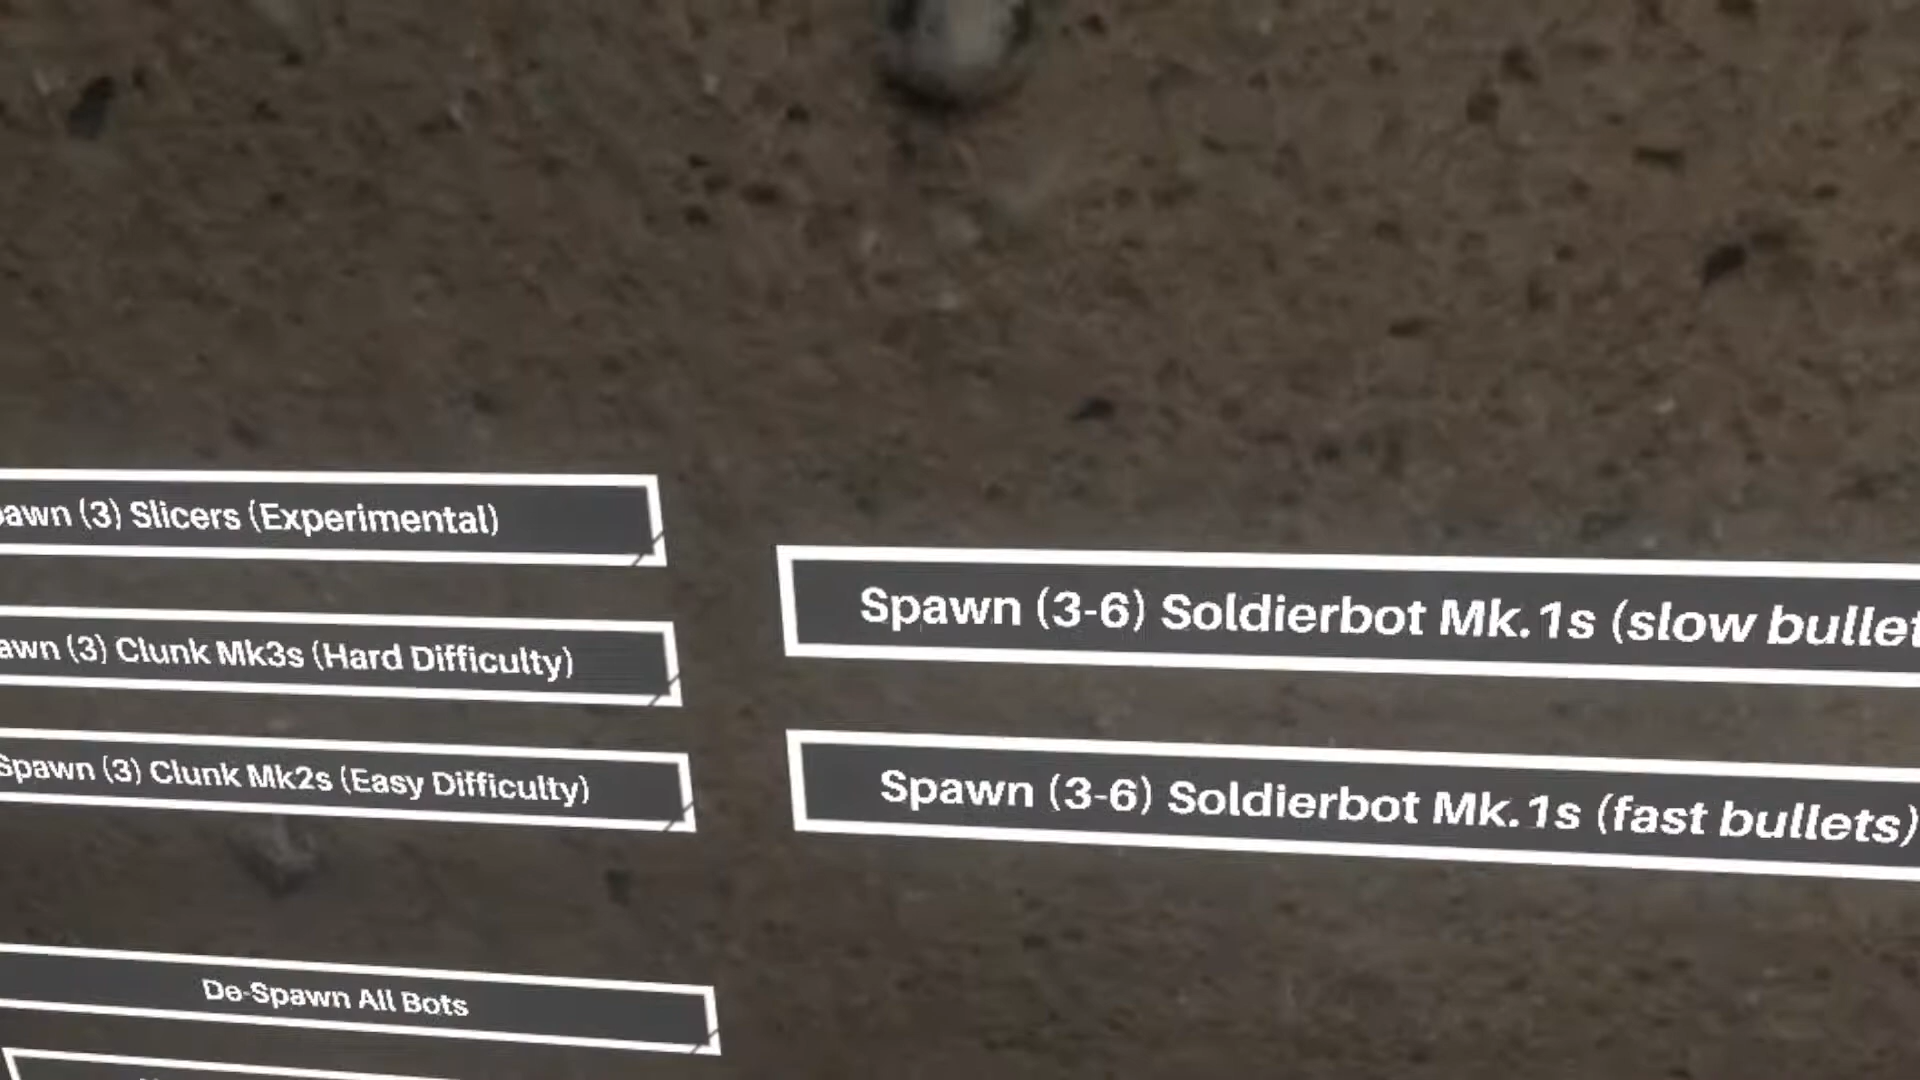 pawn (3) Slicers (Experimental)
awn (3) Clunk Mk3s (Hard Difficulty)
Spawn (3) Clunk Mk2s (Easy Difficulty)
De-Spawn All Bots
Spawn (3-6) Soldierbot Mk.1s (slow bullet
Spawn (3-6) Soldierbot Mk.1s (fast bullets)